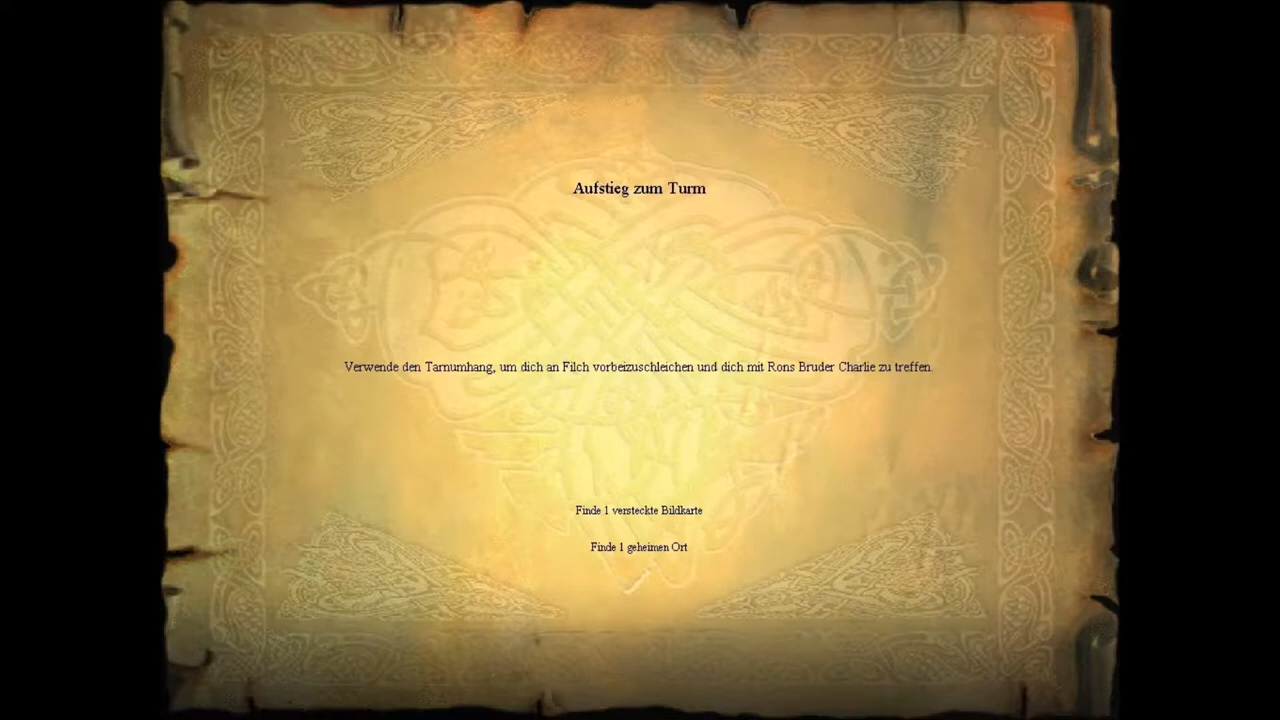 Aufstieg zum Turm
Verwende den Tarnumhang, um dich an Filch vorbeizuschleichen und dich mit Rons Bruder Charlie zu treffen.
Finde 1 versteckte Bildkarte
Finde 1 geheimen Ort